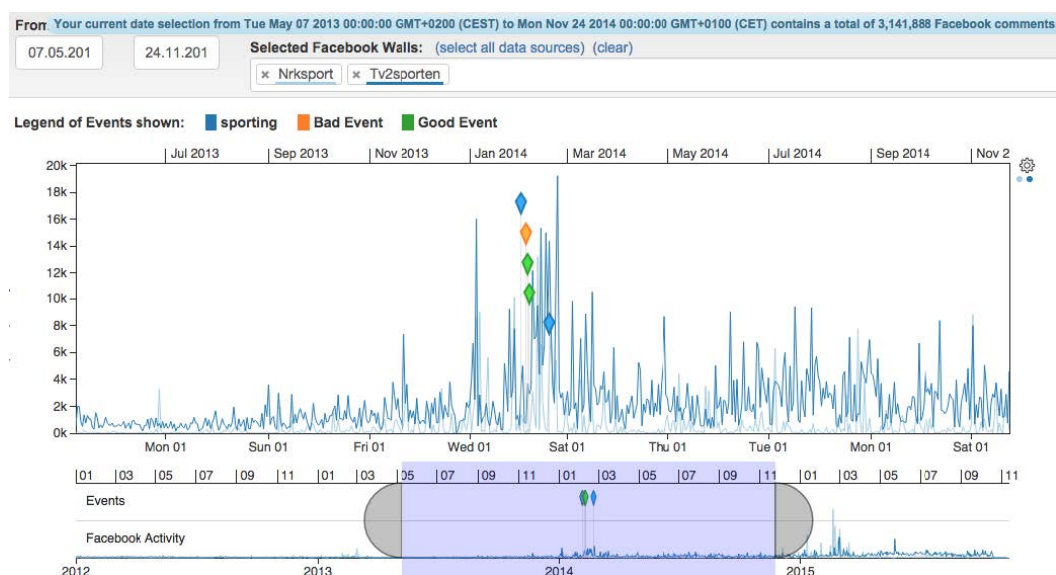 From Your current date selection from Tue May 07 2013 00:00:00 GMT+0200 (CEST) to Mon Nov 24 2014 00:00:00 GMT+0100 (CET) contains a total of 3,141,888 Facebook comments
07.05.201 24.11.201 Selected Facebook Walls: (select all data sources) (clear)
× Nrksport × Tv2sporten
Legend of Events shown: sporting Bad Event Good Event
Jul 2013 Sep 2013 Nov 2013 Jan 2014 Mar 2014 May 2014 Jul 2014 Sep 2014 Nov 2
20k
18k
16k
14k
12k
10k
8k
6k
4k
2k
0k
Mon 01 Sun 01 Fri 01 Wed 01 Sat 01 Thu 01 Tue 01 Mon 01 Sat 01
01 03 05 07 09 11 01 03 05 07 09 11 01 03 05 07 09 11 01 03 05 07 09 11
Events
Facebook Activity
2012 2013 2014 2015